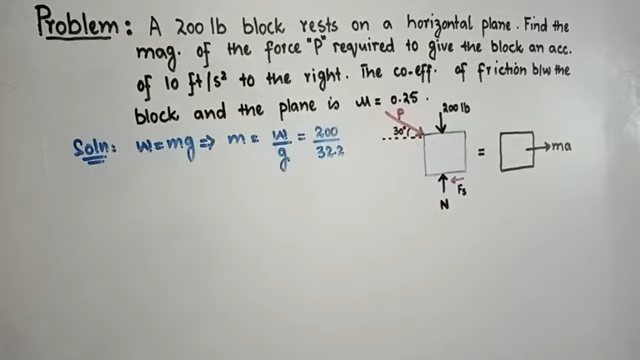 Problem: A 200 lb block rests on a horizontal plane. Find the
mag. of the force "P" required to give the block an acc.
of 10 ft/s² to the right. The co-eff. of friction b/w the
block and the plane is μ = 0.25.
Soln: W = mg ⇒ m = W/g = 200/32.2
P
30°
200 lb
=
ma
Fs
N